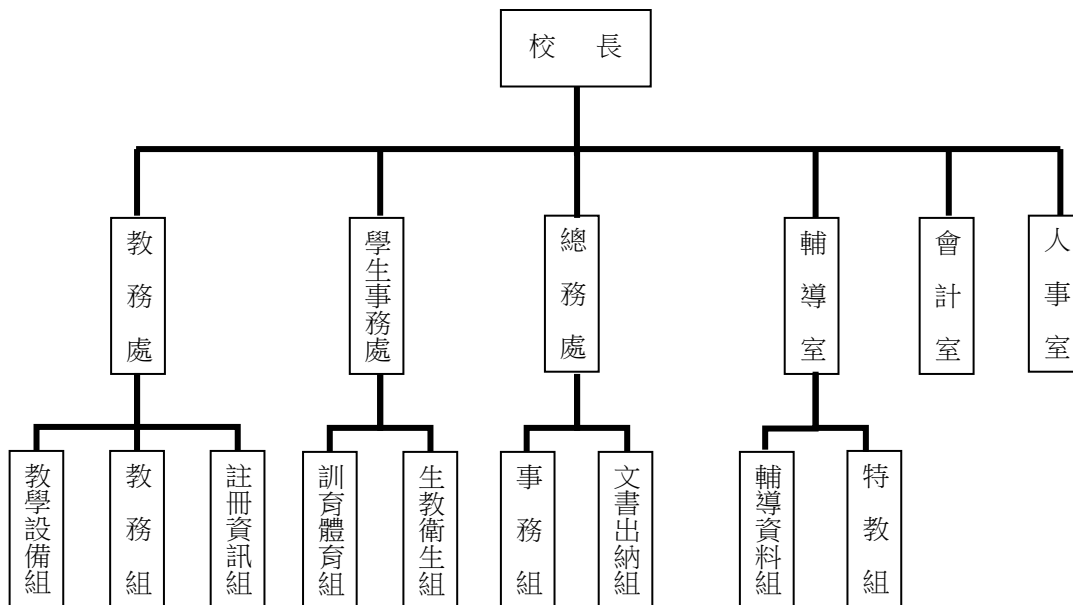 校長
教務處
學生事務處
總務處
輔導室
會計室
人事室
教學設備組
教務組
註冊資訊組
訓育體育組
生教衛生組
事務組
文書出納組
輔導資料組
特教組